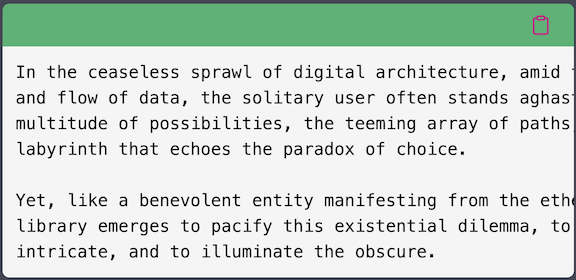 In the ceaseless sprawl of digital architecture, amid
and flow of data, the solitary user often stands
multitude of possibilities, the teeming array of paths
labyrinth that echoes the paradox of choice.
Yet, like a benevolent entity manifesting from the
library emerges to pacify this existential dilemma, to
intricate, and to illuminate the obscure.